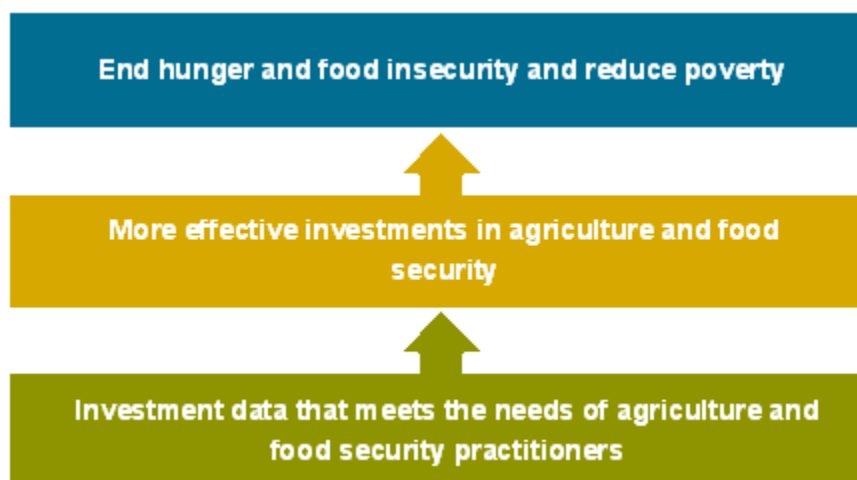 End hunger and food insecurity and reduce poverty
More effective investments in agriculture and food
security
Investment data that meets the needs of agriculture and
food security practitioners